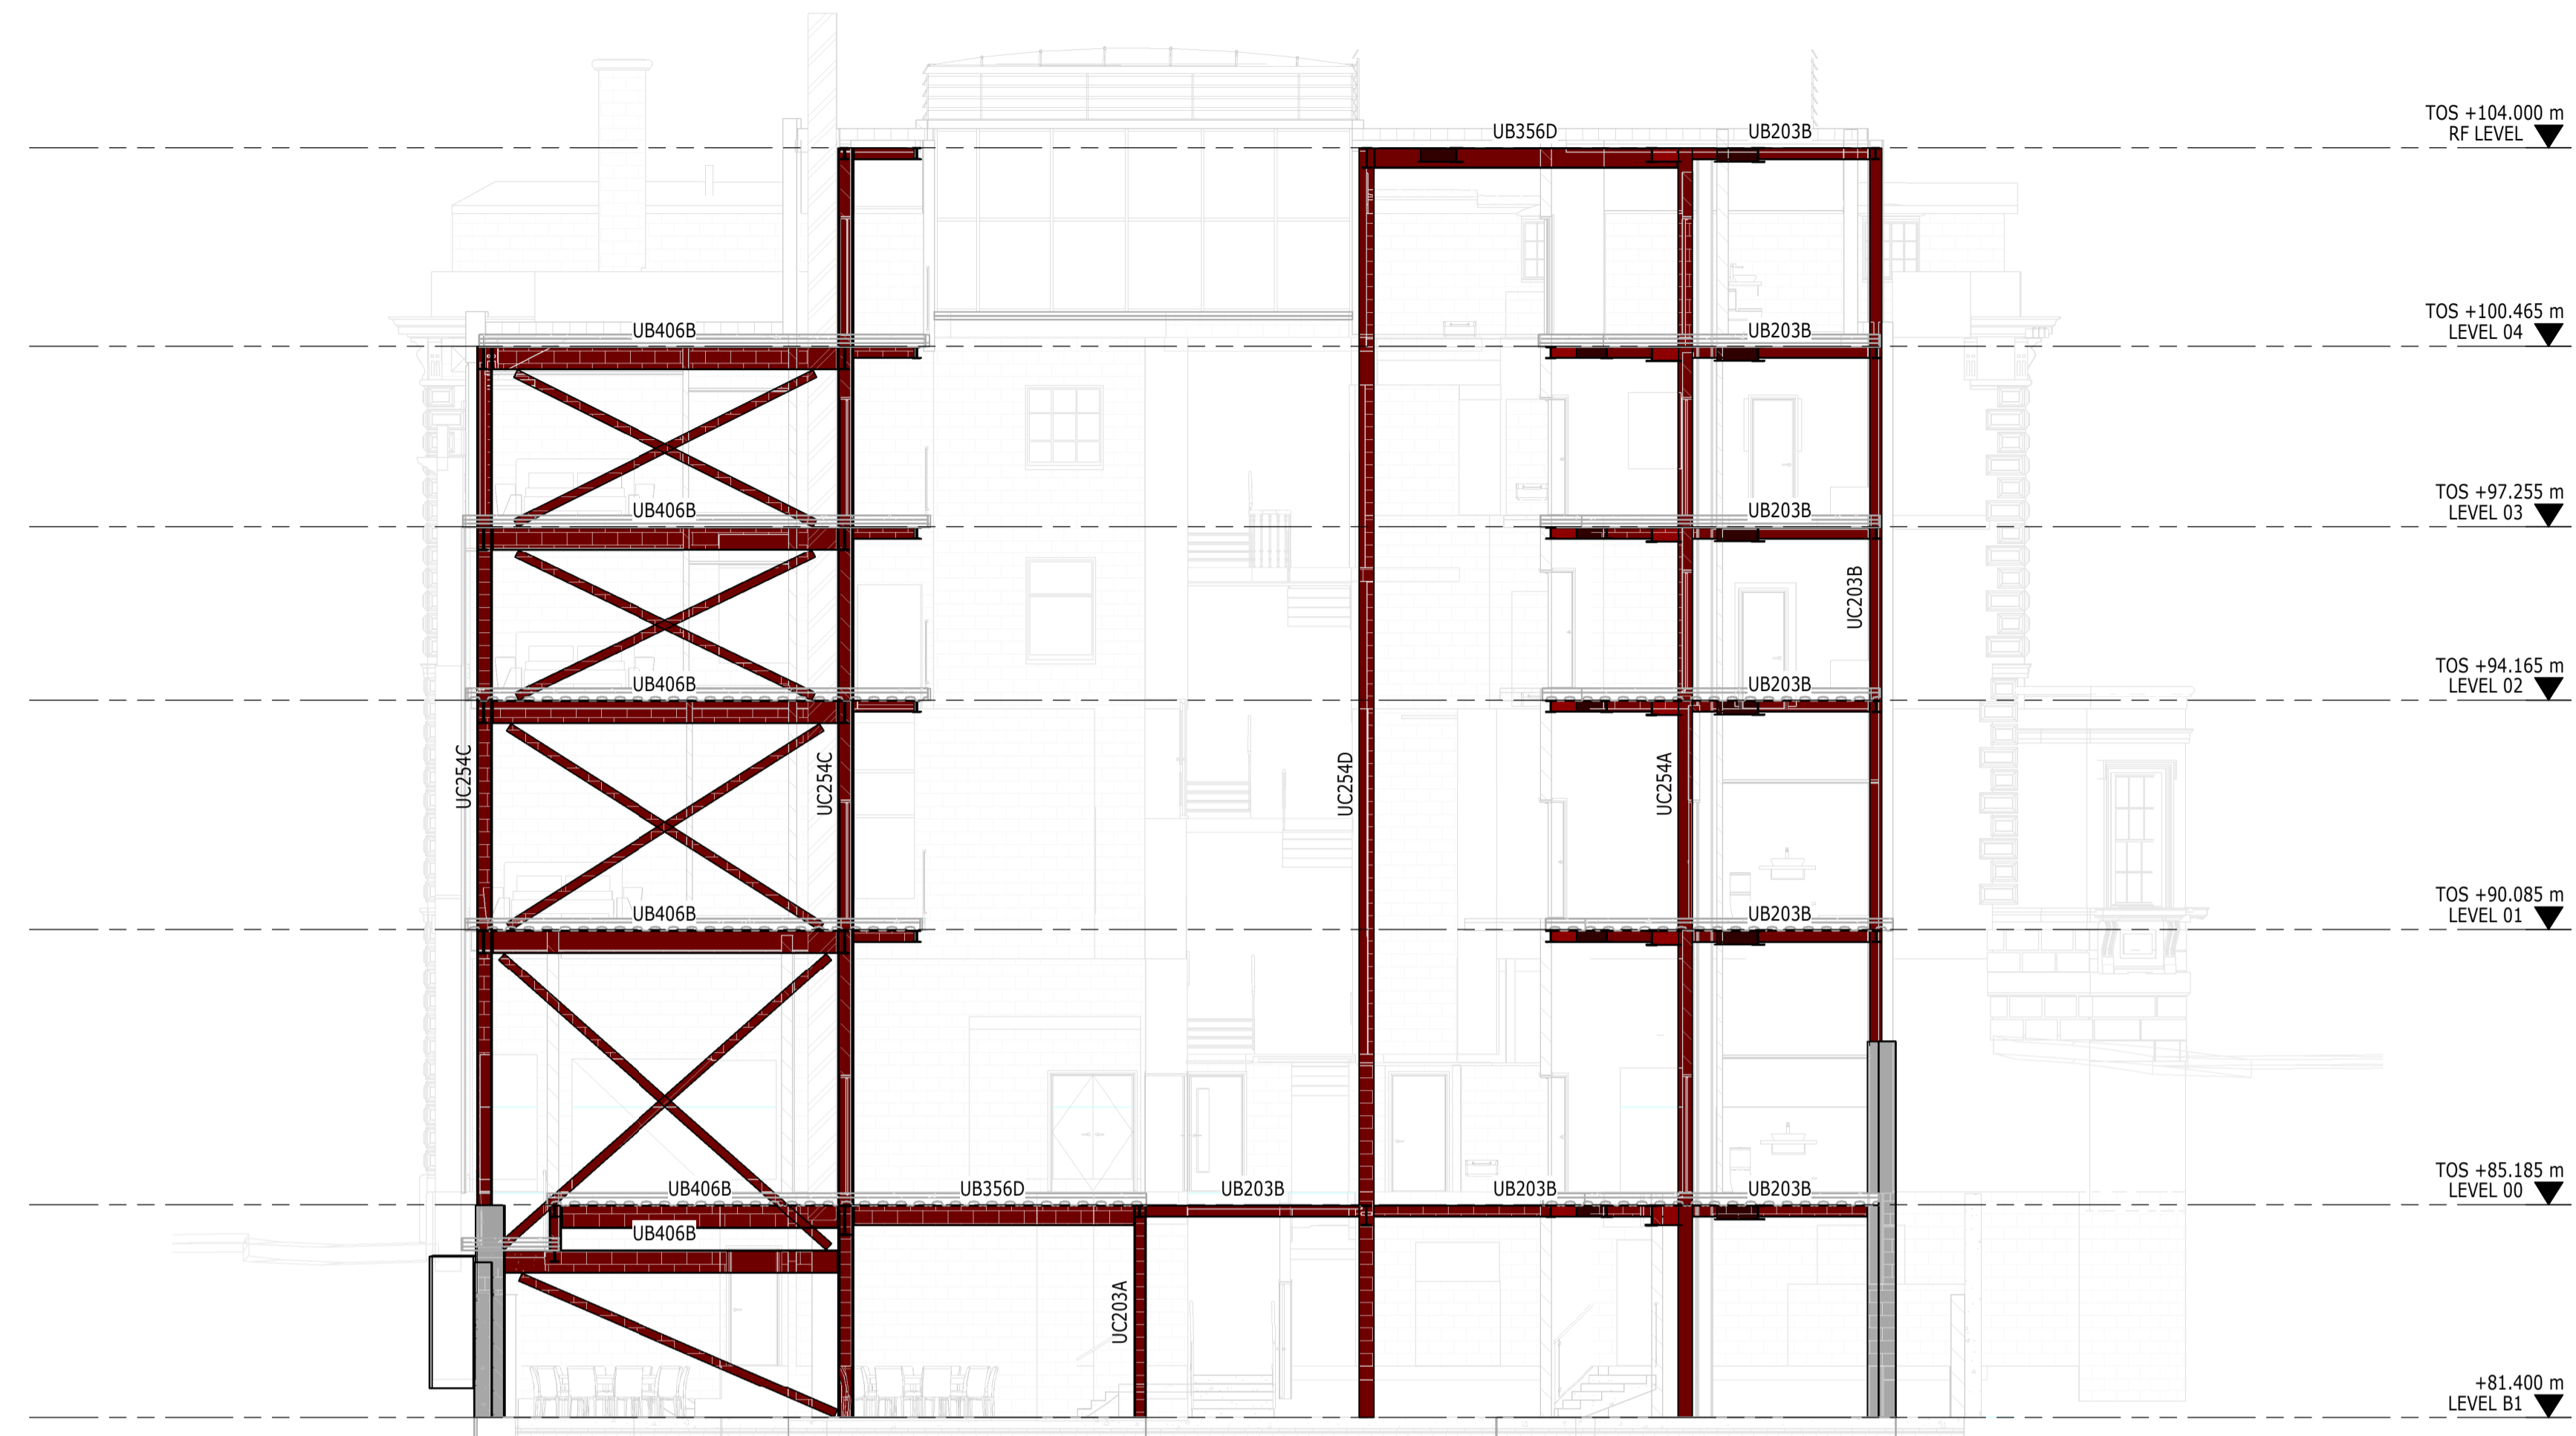 TOS +104.000 m
RF LEVEL
UB356D
UB203B
TOS +100.465 m
LEVEL 04
UB406B
UB203B
TOS +97.255 m
LEVEL 03
UB406B
UB203B
UC203B
TOS +94.165 m
LEVEL 02
UB406B
UB203B
UC254C
UC254C
UC254D
UC254A
TOS +90.085 m
LEVEL 01
UB406B
UB203B
TOS +85.185 m
LEVEL 00
UB406B
UB356D
UB203B
UB203B
UB203B
UB406B
UC203A
+81.400 m
LEVEL B1